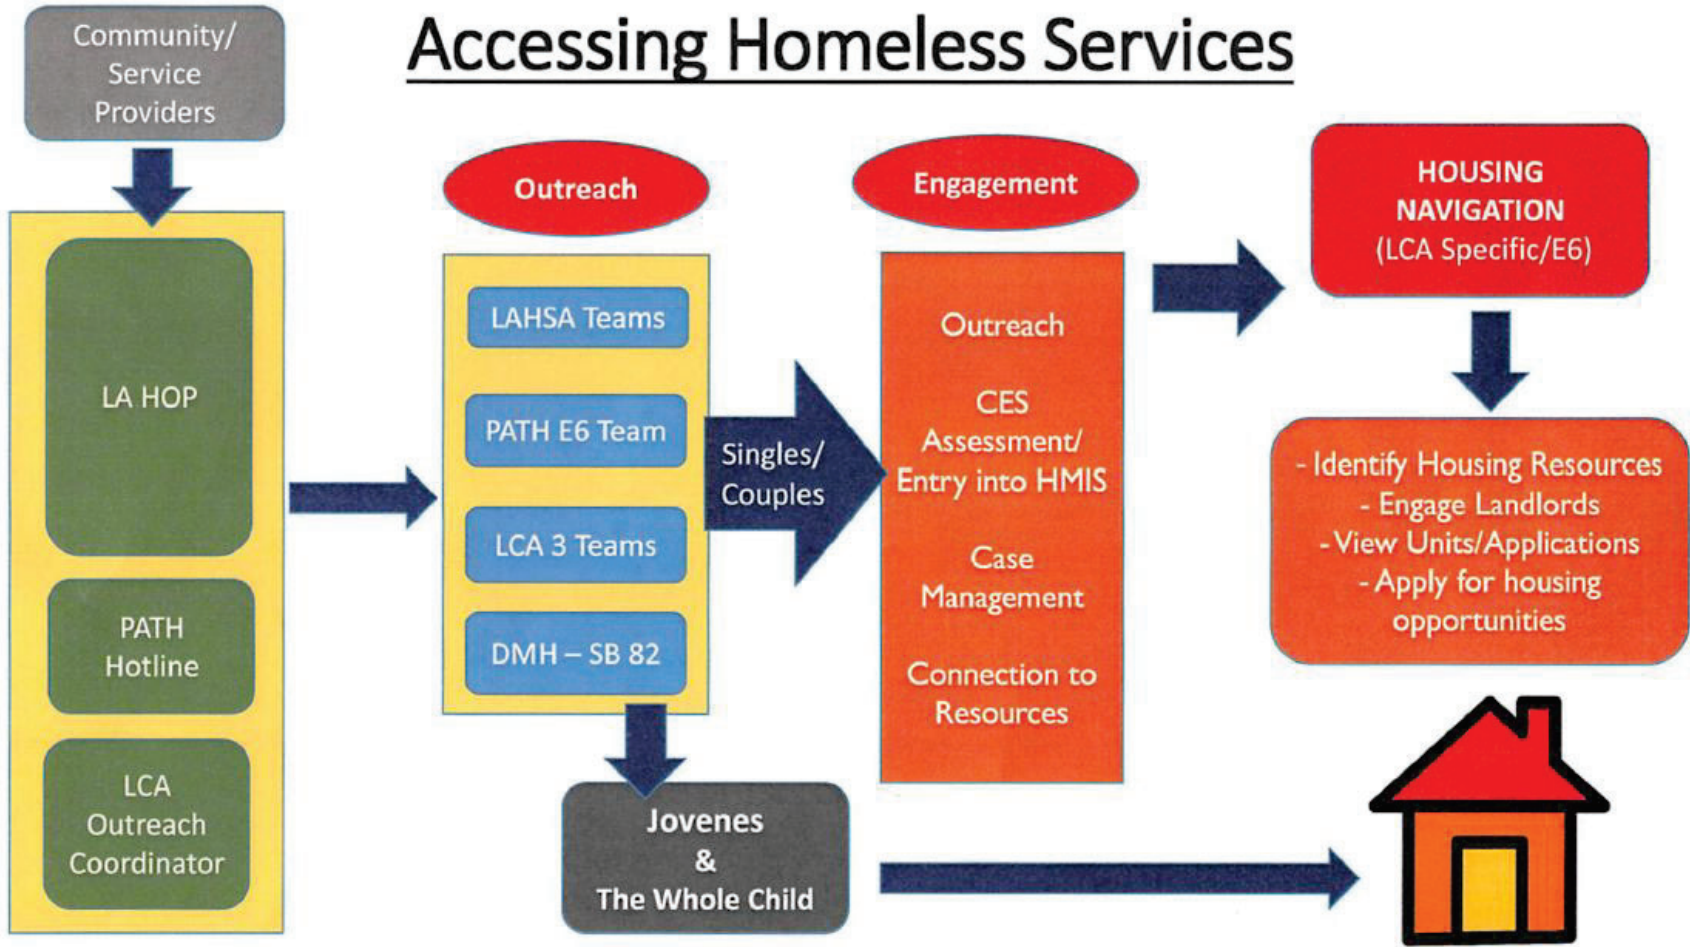 Accessing Homeless Services
Community/
Service
Providers
LA HOP
PATH
Hotline
LCA
Outreach
Coordinator
Outreach
LAHSA Teams
PATH E6 Team
LCA 3 Teams
DMH – SB 82
Singles/
Couples
Jovenes
&
The Whole Child
Engagement
Outreach
CES
Assessment/
Entry into HMIS
Case
Management
Connection to
Resources
HOUSING
NAVIGATION
(LCA Specific/E6)
- Identify Housing Resources
- Engage Landlords
-View Units/Applications
- Apply for housing
opportunities